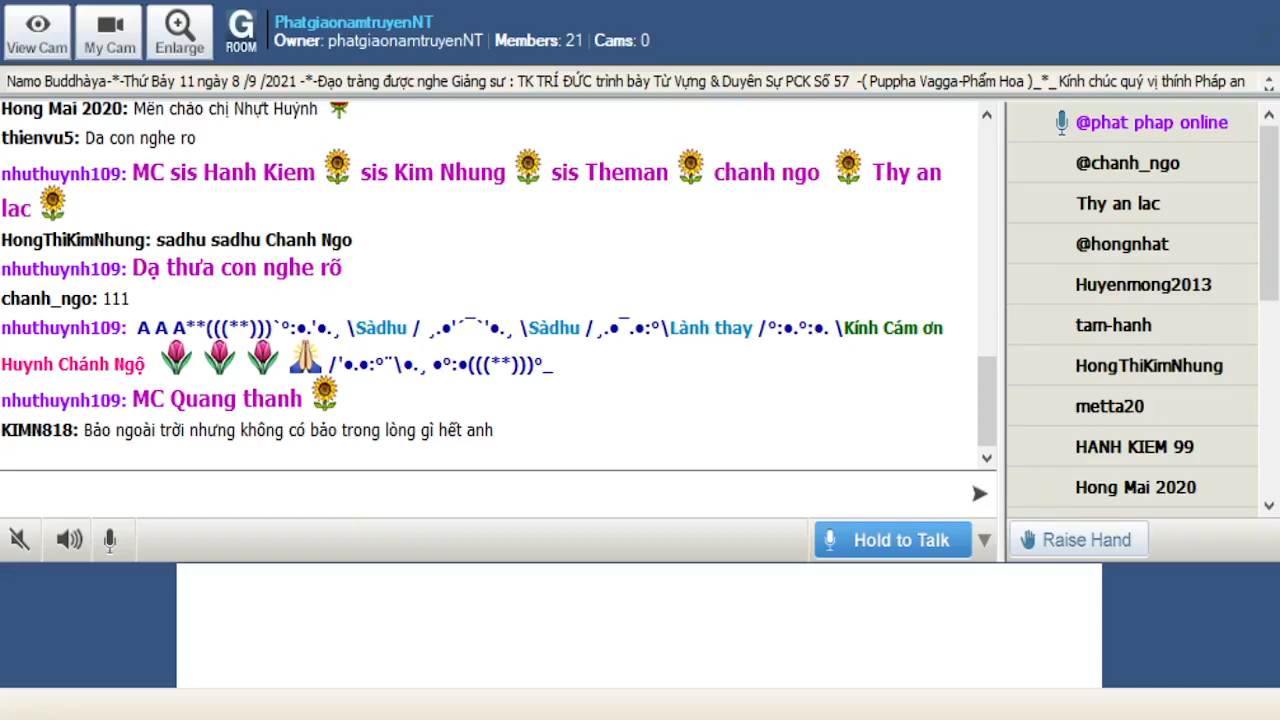 View Cam
My Cam
Enlarge
G
ROOM
PhatgiaonamtruyenNT
Owner: phatgiaonamtruyenNT | Members: 21 | Cams: 0
Namo Buddhàya-*-Thứ Bảy 11 ngày 8 /9 /2021 -*-Đạo tràng được nghe Giảng sư : TK TRÍ ĐỨC trình bày Từ Vựng & Duyên Sự PCK Số 57 -( Puppha Vagga-Phẩm Hoa )_*_ Kính chúc quý vị thính Pháp an
Hong Mai 2020: Mến chào chị Nhựt Huýnh
thienvu5: Da con nghe ro
nhuthuynh109: MC sis Hanh Kiem sis Kim Nhung sis Theman chanh ngo Thy an
lac
HongThiKimNhung: sadhu sadhu Chanh Ngo
nhuthuynh109: Dạ thưa con nghe rõ
chanh_ngo: 111
nhuthuynh109: A A A**(((**)))`°:●.'●.¸ \Sàdhu / ¸.●'´¯`'●.¸ \Sàdhu /¸.●¯.●:°\Lành thay /°:●.°:●. \Kính Cám ơn
Huynh Chánh Ngộ /'●.●:°¨\●.¸ ●°:●(((**)))°_
nhuthuynh109: MC Quang thanh
KIMN818: Bảo ngoài trời nhưng không có bảo trong lòng gì hết anh
@phat phap online
@chanh_ngo
Thy an lac
@hongnhat
Huyenmong2013
tam-hanh
HongThiKimNhung
metta20
HANH KIEM 99
Hong Mai 2020
Hold to Talk
Raise Hand